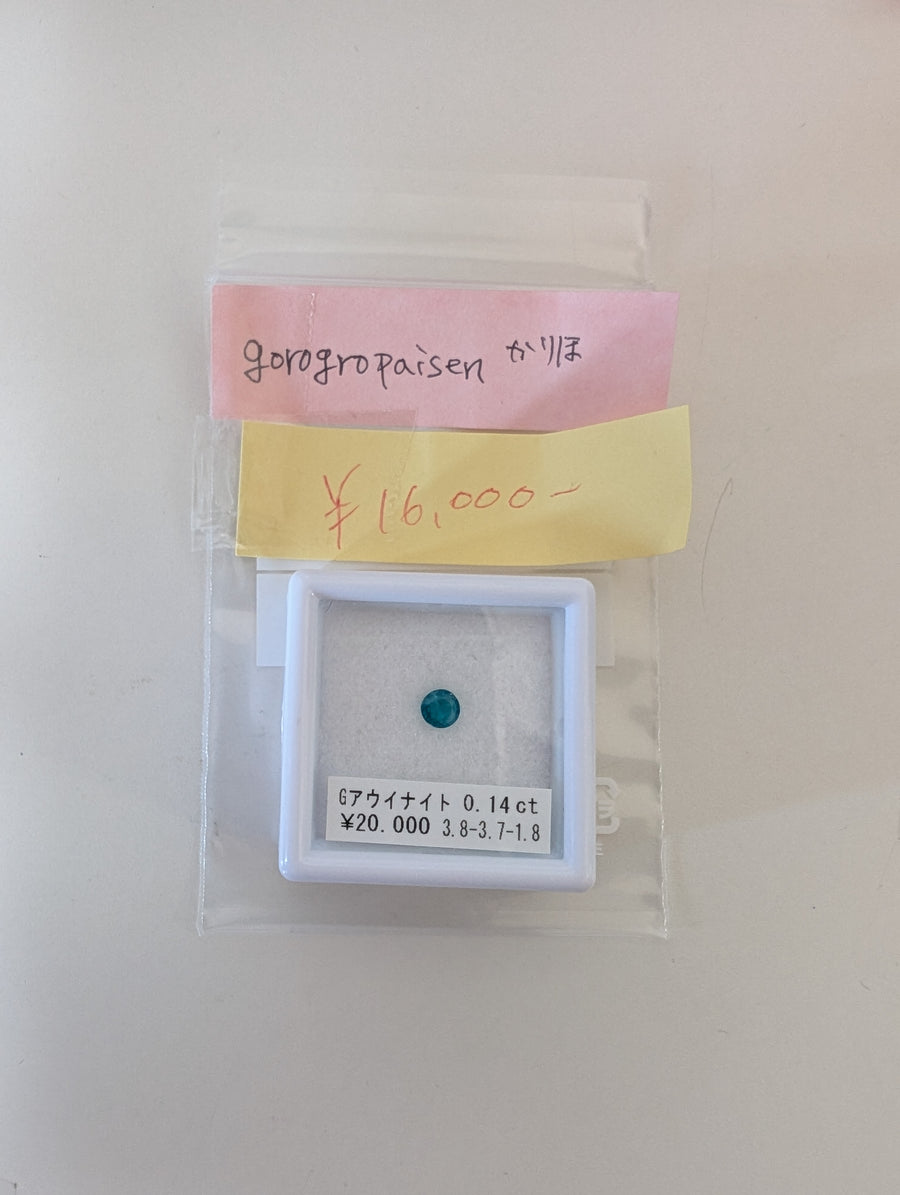 gorogropaisen かりほ
¥16,000-
Gアウイナイト 0.14ct
¥20.000 3.8-3.7-1.8